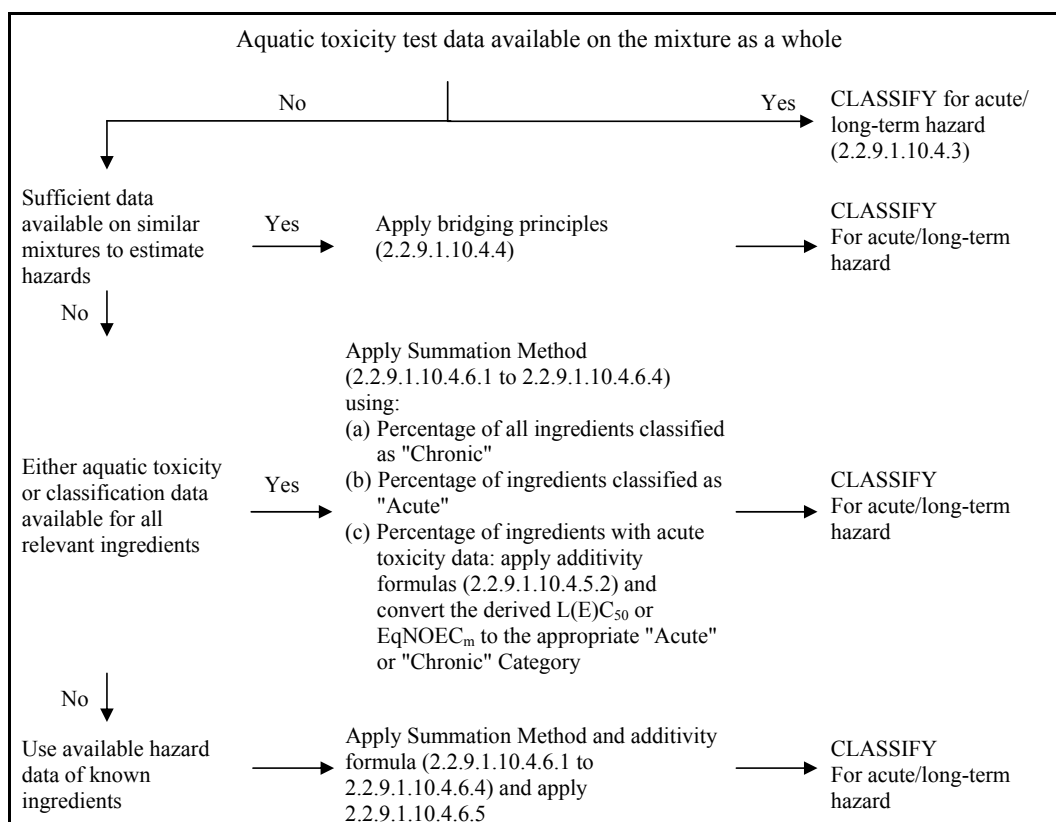 Aquatic toxicity test data available on the mixture as a whole
No
Yes
CLASSIFY for acute/
long-term hazard
(2.2.9.1.10.4.3)
Sufficient data
available on similar
mixtures to estimate
hazards
Yes
Apply bridging principles
(2.2.9.1.10.4.4)
CLASSIFY
For acute/long-term
hazard
No
Either aquatic toxicity
or classification data
available for all
relevant ingredients
Yes
Apply Summation Method
(2.2.9.1.10.4.6.1 to 2.2.9.1.10.4.6.4)
using:
(a) Percentage of all ingredients classified
as "Chronic"
(b) Percentage of ingredients classified as
"Acute"
(c) Percentage of ingredients with acute
toxicity data: apply additivity
formulas (2.2.9.1.10.4.5.2) and
convert the derived L(E)C50 or
EqNOECm to the appropriate "Acute"
or "Chronic" Category
CLASSIFY
For acute/long-term
hazard
No
Use available hazard
data of known
ingredients
Apply Summation Method and additivity
formula (2.2.9.1.10.4.6.1 to
2.2.9.1.10.4.6.4) and apply
2.2.9.1.10.4.6.5
CLASSIFY
For acute/long-term
hazard